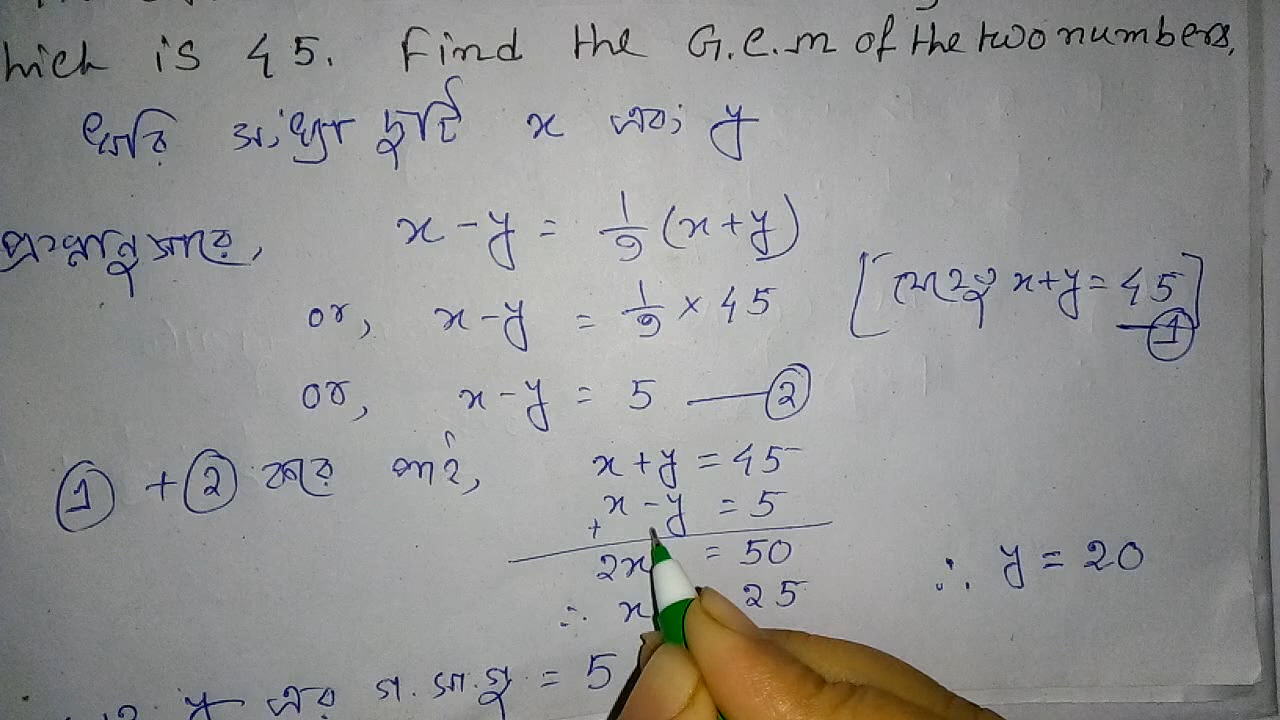 hich is 45. Find the G.C.M of the two numbers,
ধরি সংখ্যা দুটি x এবং y
প্রশ্নানুসারে, x - y = 1/9 (x+y)
or, x - y = 1/9 × 45 [যেহেতু x+y = 45] ①
or, x - y = 5 — ②
① + ② করে পাই, x + y = 45
+ x - y = 5
2x = 50
∴ x 25 ∴ y = 20
y এর গ.সা.গু = 5